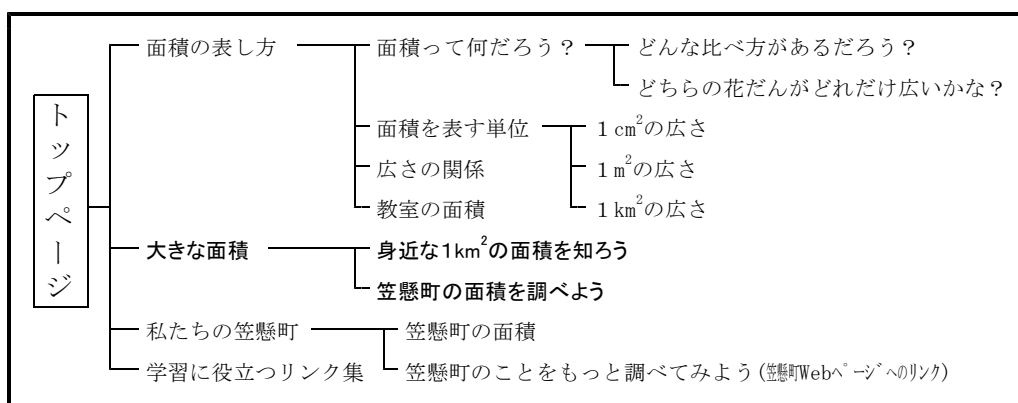 面積の表し方 面積って何だろう？ どんな比べ方があるだろう？
どちらの花だんがどれだけ広いかな？
トップページ
面積を表す単位 １cm²の広さ
広さの関係 １m²の広さ
教室の面積 １km²の広さ
大きな面積 身近な1km²の面積を知ろう
笠懸町の面積を調べよう
私たちの笠懸町 笠懸町の面積
学習に役立つリンク集 笠懸町のことをもっと調べてみよう(笠懸町Webﾍﾟｰｼﾞへのﾘﾝｸ)